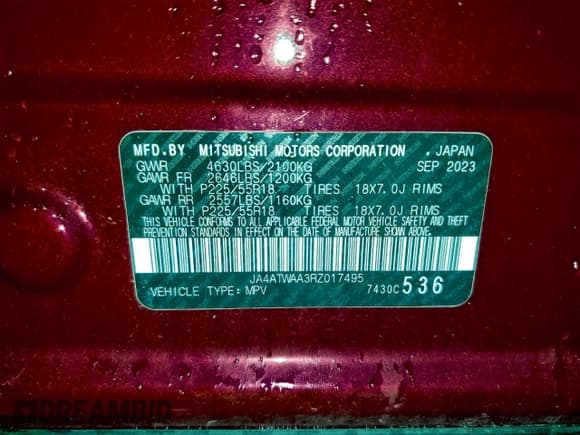 MFD.BY MITSUBISHI MOTORS CORPORATION . JAPAN
GVWR 4630LBS/2100KG SEP 2023
GAWR FR 2646LBS/1200KG
WITH P225/55R18 TIRES 18X7.0J RIMS
GAWR RR 2557LBS/1160KG
WITH P225/55R18 TIRES 18X7.0J RIMS
THIS VEHICLE CONFORMS TO ALL APPLICABLE FEDERAL MOTOR VEHICLE SAFETY AND THEFT
PREVENTION STANDARDS IN EFFECT ON THE DATE OF MANUFACTURE SHOWN ABOVE.
JA4ATWAA3RZ017495
VEHICLE TYPE:MPV 7430C 536
DREAMBID